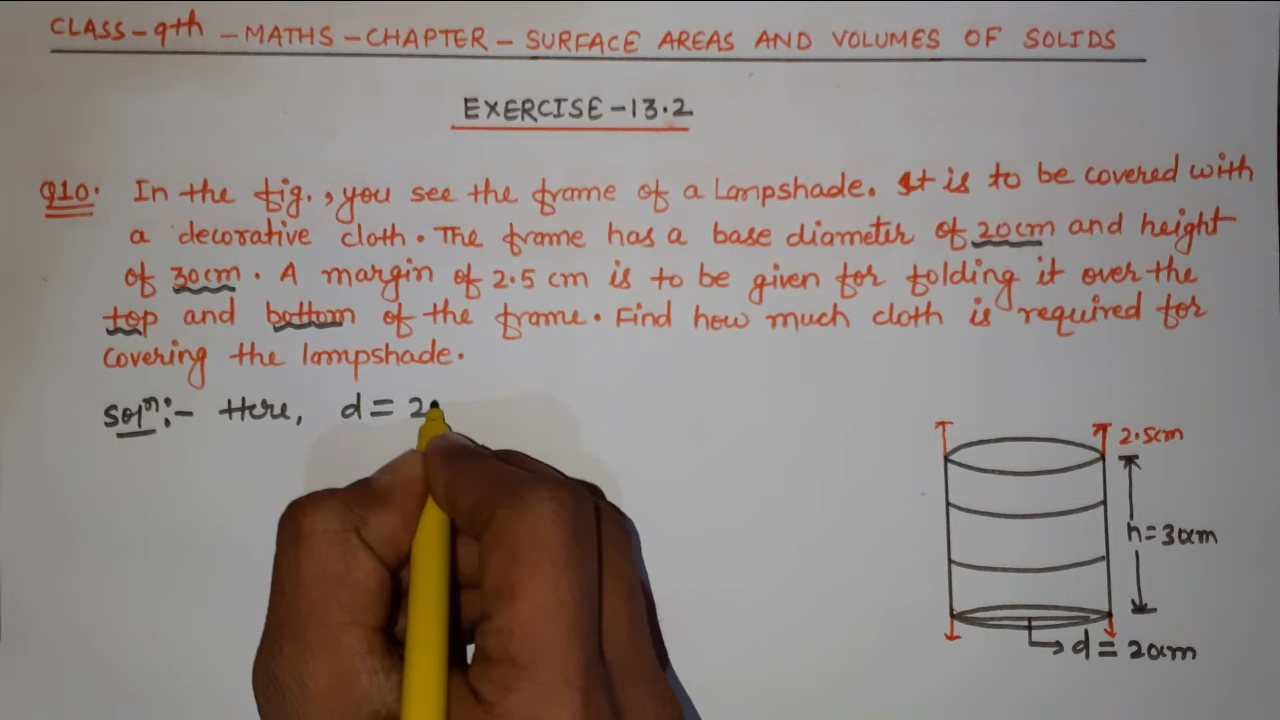 CLASS-9th - MATHS - CHAPTER - SURFACE AREAS AND VOLUMES OF SOLIDS
EXERCISE-13.2
Q10. In the fig., you see the frame of a Lampshade. It is to be covered with
a decorative cloth. The frame has a base diameter of 20cm and height
of 30cm. A margin of 2.5 cm is to be given for folding it over the
top and bottom of the frame. Find how much cloth is required for
covering the lampshade.
Solⁿ:- Here, d = 2
2.5cm
h=30cm
d = 20cm